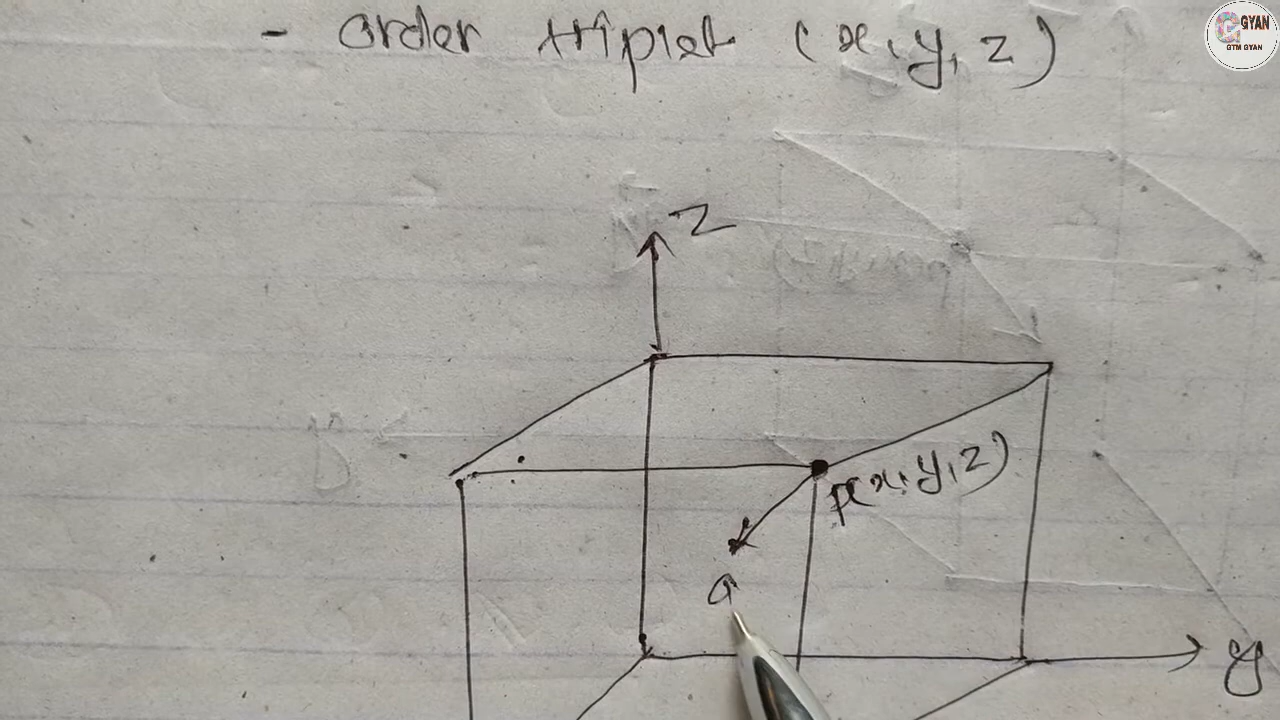 - order triplet (x, y, z)
GYAN
GTM GYAN
z
P(x, y, z)
a
y